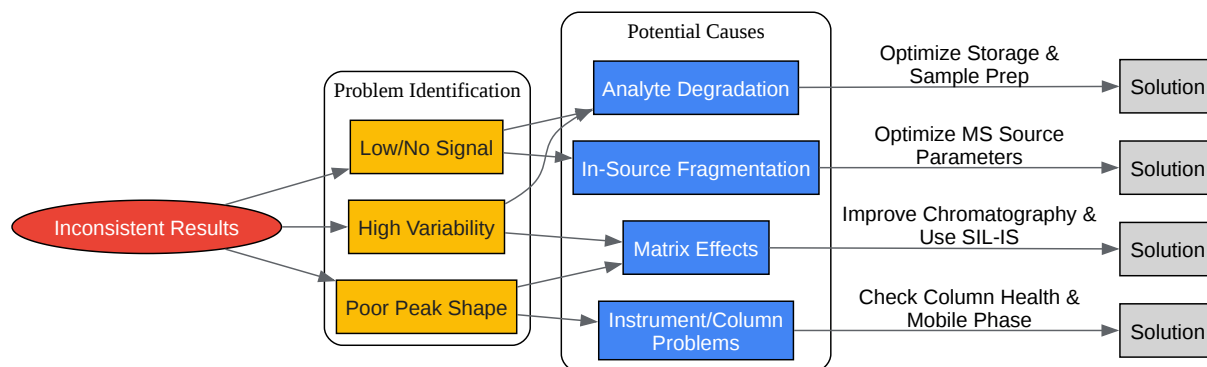 Potential Causes
Problem Identification
Inconsistent Results
Low/No Signal
High Variability
Poor Peak Shape
Analyte Degradation
In-Source Fragmentation
Matrix Effects
Instrument/Column
Problems
Optimize Storage &
Sample Prep
Solution
Optimize MS Source
Parameters
Solution
Improve Chromatography &
Use SIL-IS
Solution
Check Column Health &
Mobile Phase
Solution